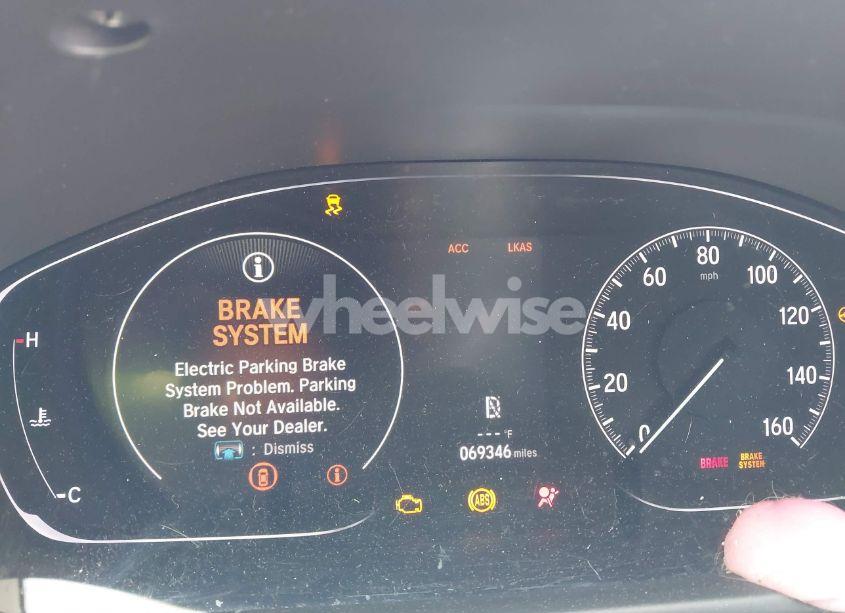 ACC LKAS
BRAKE
SYSTEM
Electric Parking Brake
System Problem. Parking
Brake Not Available.
See Your Dealer.
: Dismiss
H
C
wheelwise
0
20
40
60
80
100
120
140
160
mph
---°F
069346 miles
ABS
BRAKE
BRAKE
SYSTEM